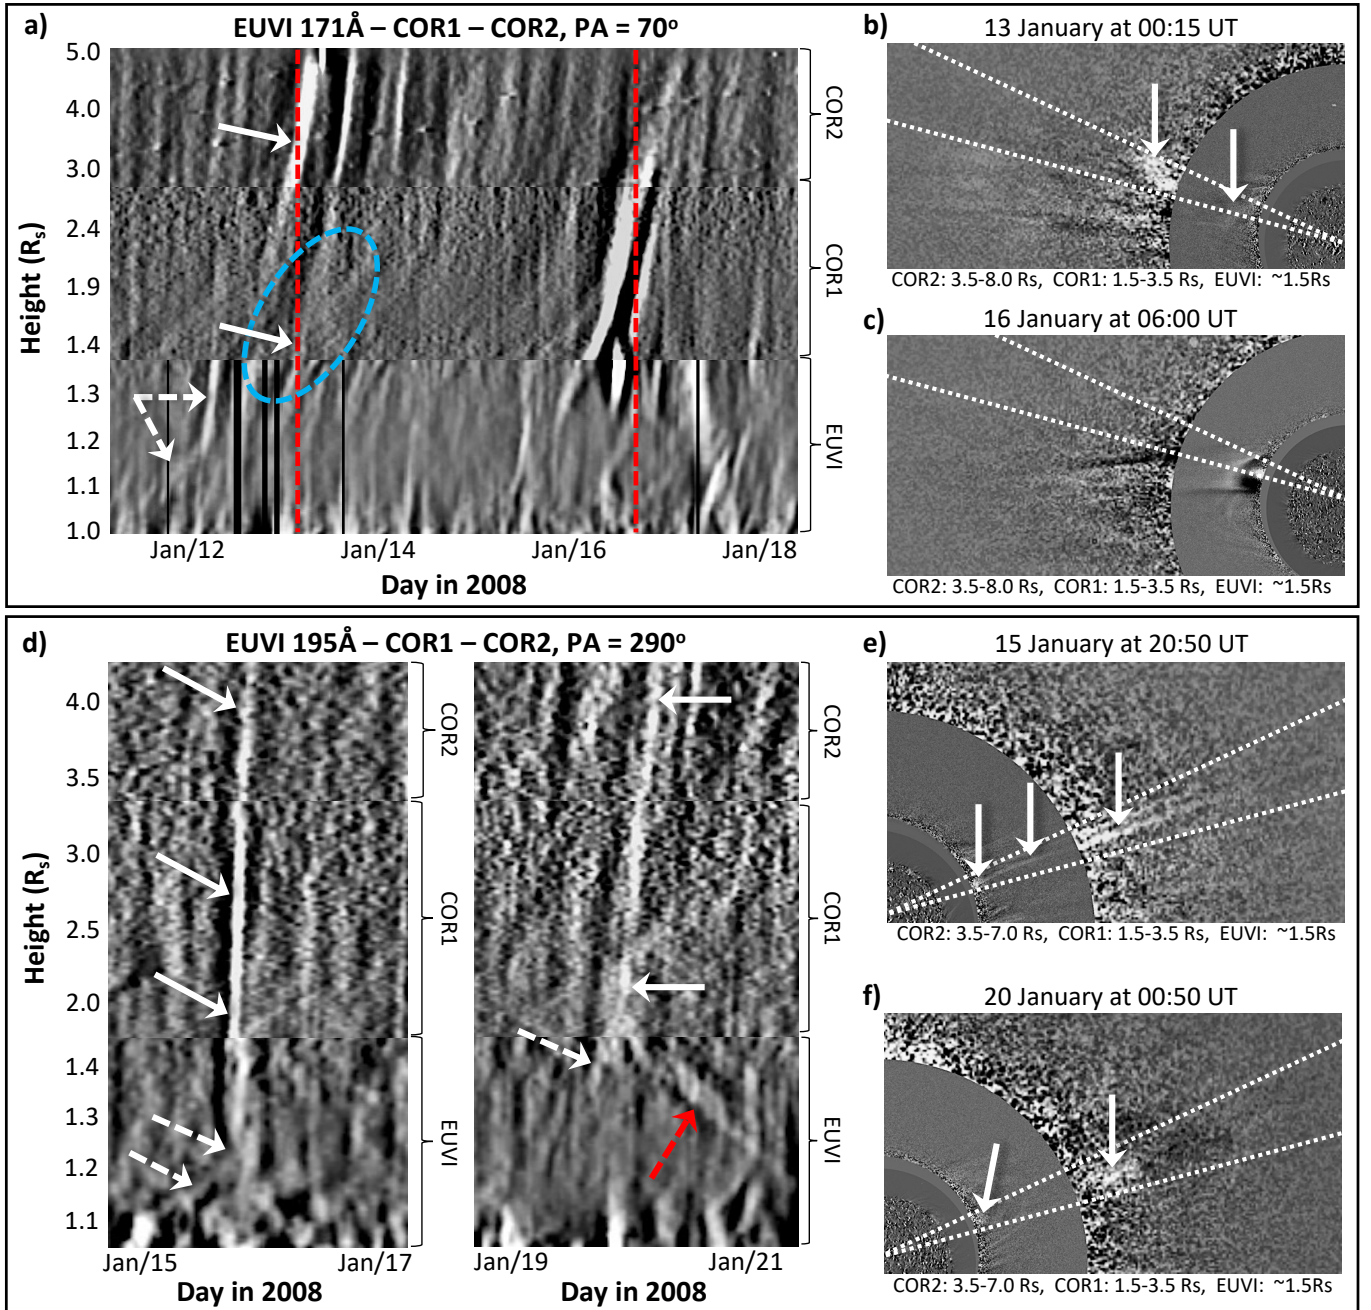 a)
EUVI 171Å – COR1 – COR2, PA = 70º
5.0
4.0
3.0
2.4
1.9
1.4
1.3
1.2
1.1
1.0
Height (Rs)
COR2
COR1
EUVI
Jan/12
Jan/14
Jan/16
Jan/18
Day in 2008
b)
13 January at 00:15 UT
COR2: 3.5-8.0 Rs, COR1: 1.5-3.5 Rs, EUVI: ~1.5Rs
c)
16 January at 06:00 UT
COR2: 3.5-8.0 Rs, COR1: 1.5-3.5 Rs, EUVI: ~1.5Rs
d)
EUVI 195Å – COR1 – COR2, PA = 290º
4.0
3.5
3.0
2.5
2.0
1.4
1.3
1.2
1.1
Height (Rs)
COR2
COR1
EUVI
COR2
COR1
EUVI
Jan/15
Jan/17
Jan/19
Jan/21
Day in 2008
Day in 2008
e)
15 January at 20:50 UT
COR2: 3.5-7.0 Rs, COR1: 1.5-3.5 Rs, EUVI: ~1.5Rs
f)
20 January at 00:50 UT
COR2: 3.5-7.0 Rs, COR1: 1.5-3.5 Rs, EUVI: ~1.5Rs